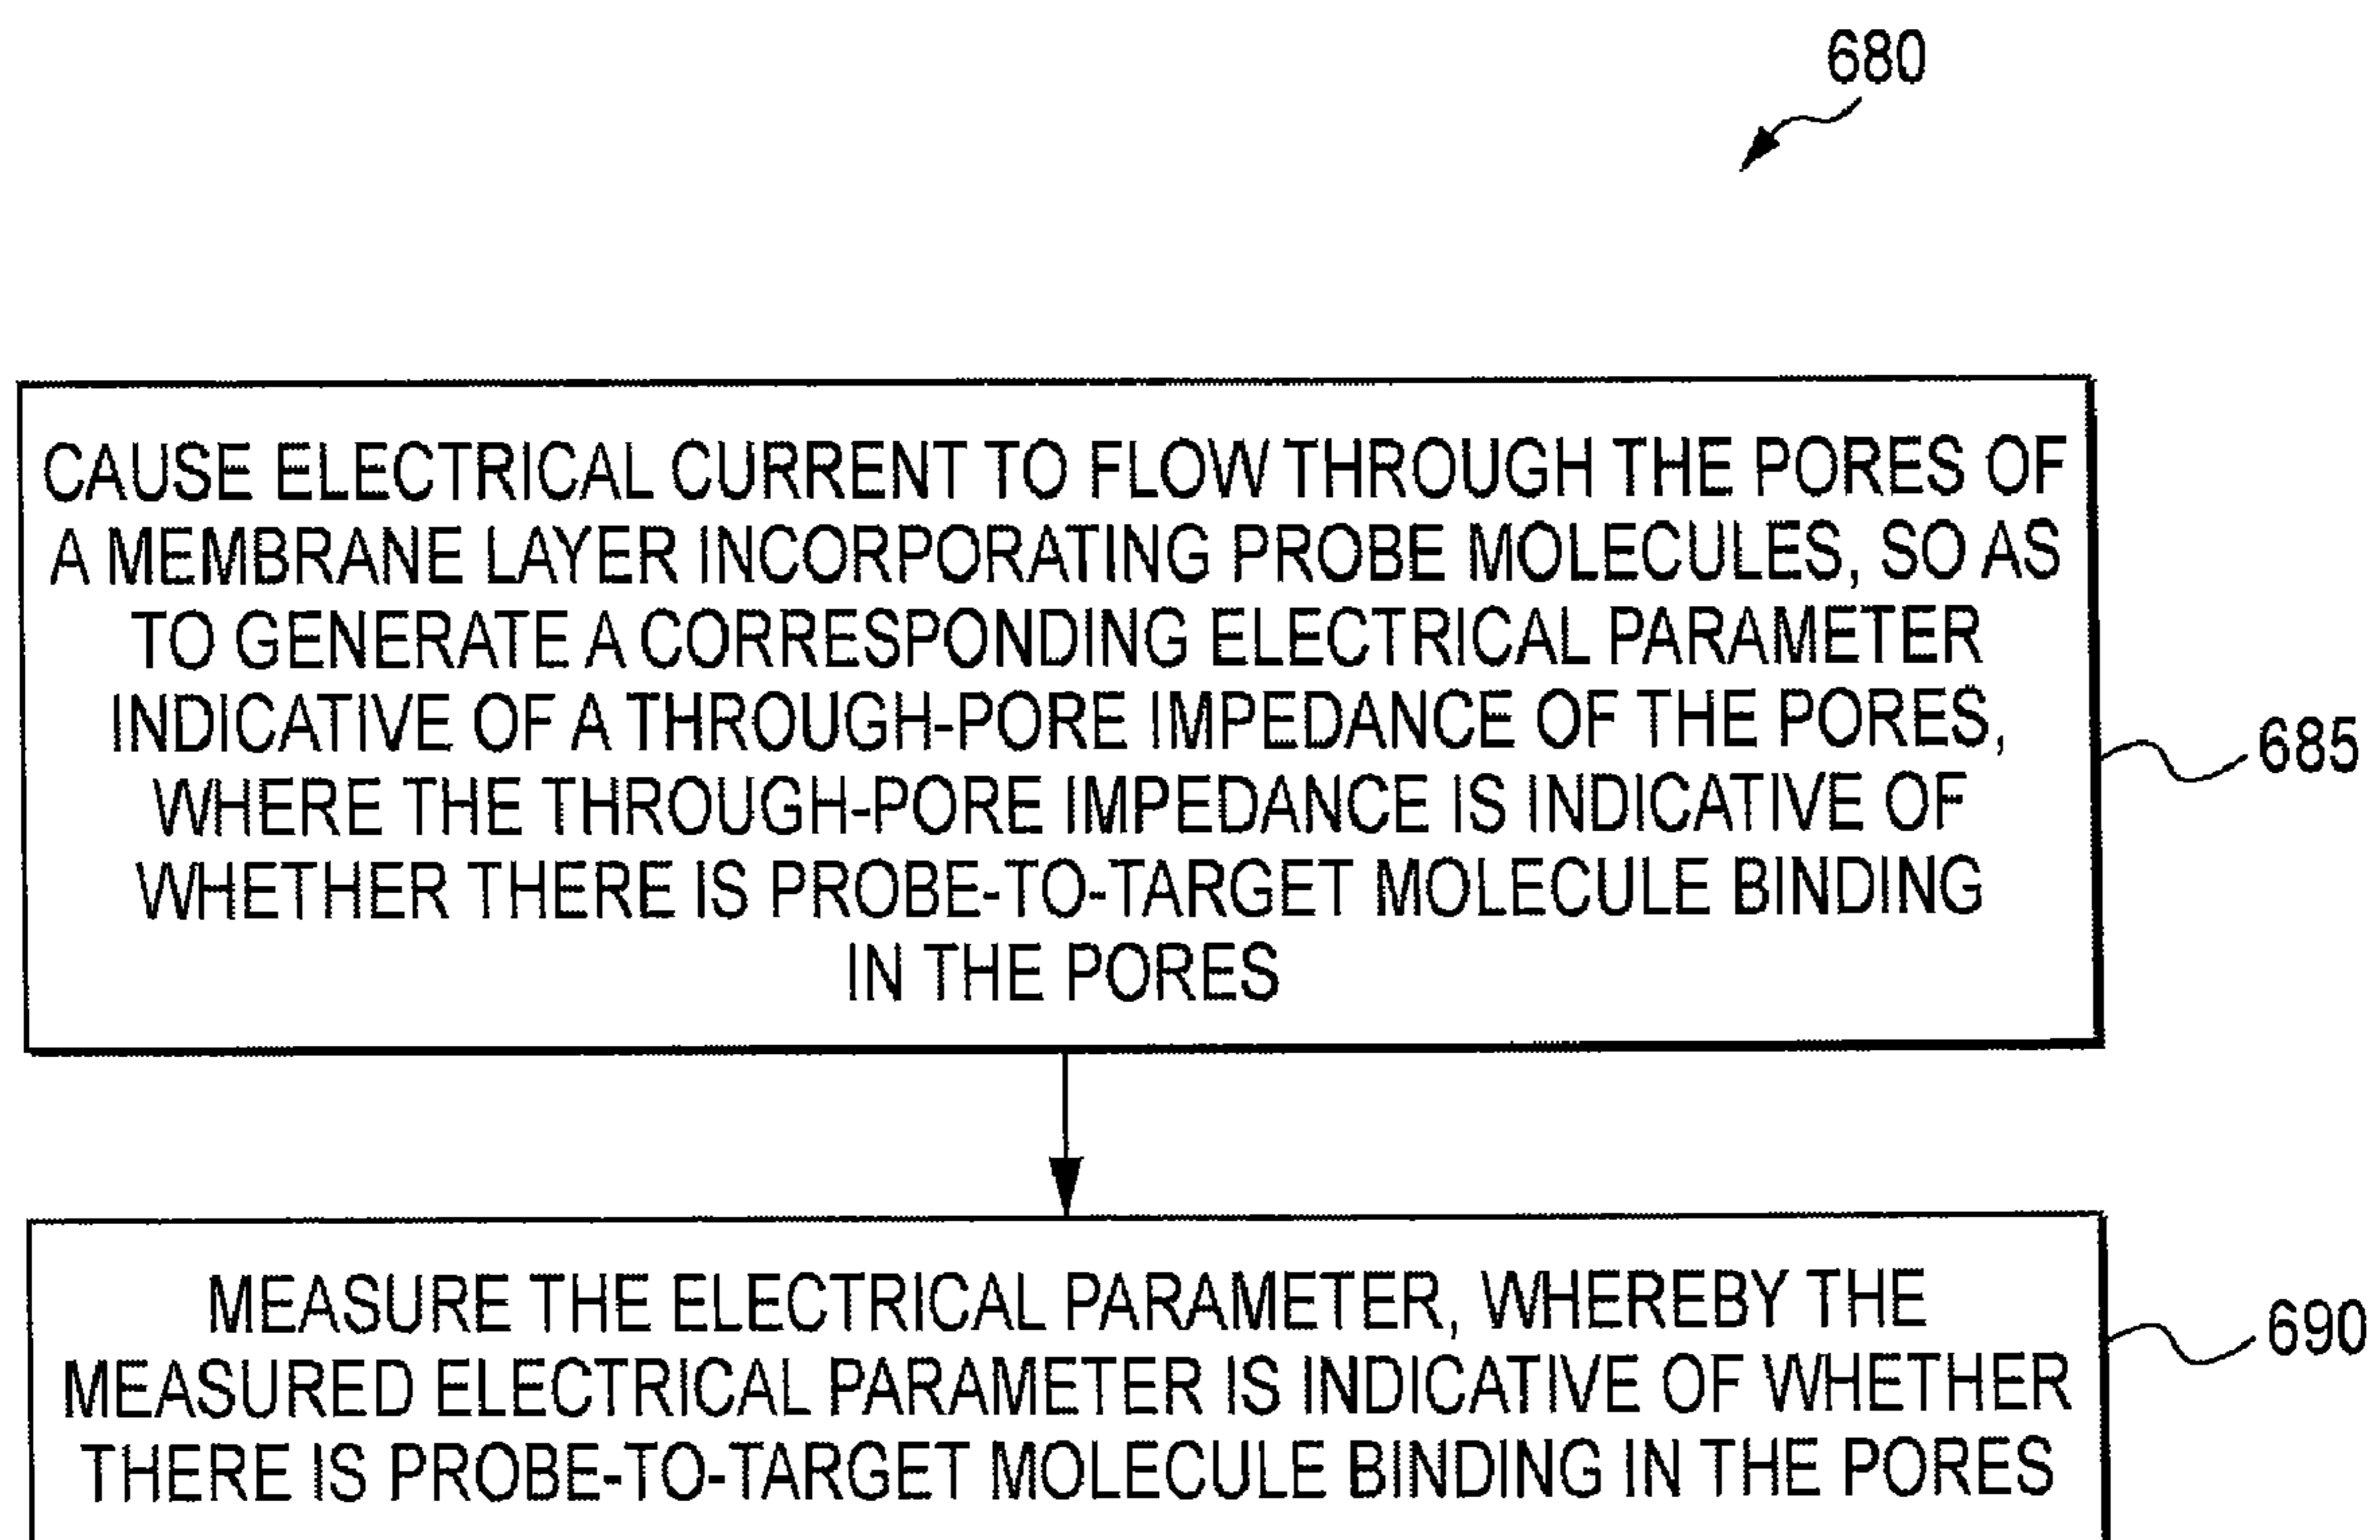 680
CAUSE ELECTRICAL CURRENT TO FLOW THROUGH THE PORES OF
A MEMBRANE LAYER INCORPORATING PROBE MOLECULES, SO AS
TO GENERATE A CORRESPONDING ELECTRICAL PARAMETER
INDICATIVE OF A THROUGH-PORE IMPEDANCE OF THE PORES,
WHERE THE THROUGH-PORE IMPEDANCE IS INDICATIVE OF
WHETHER THERE IS PROBE-TO-TARGET MOLECULE BINDING
IN THE PORES
685
MEASURE THE ELECTRICAL PARAMETER, WHEREBY THE
MEASURED ELECTRICAL PARAMETER IS INDICATIVE OF WHETHER
THERE IS PROBE-TO-TARGET MOLECULE BINDING IN THE PORES
690